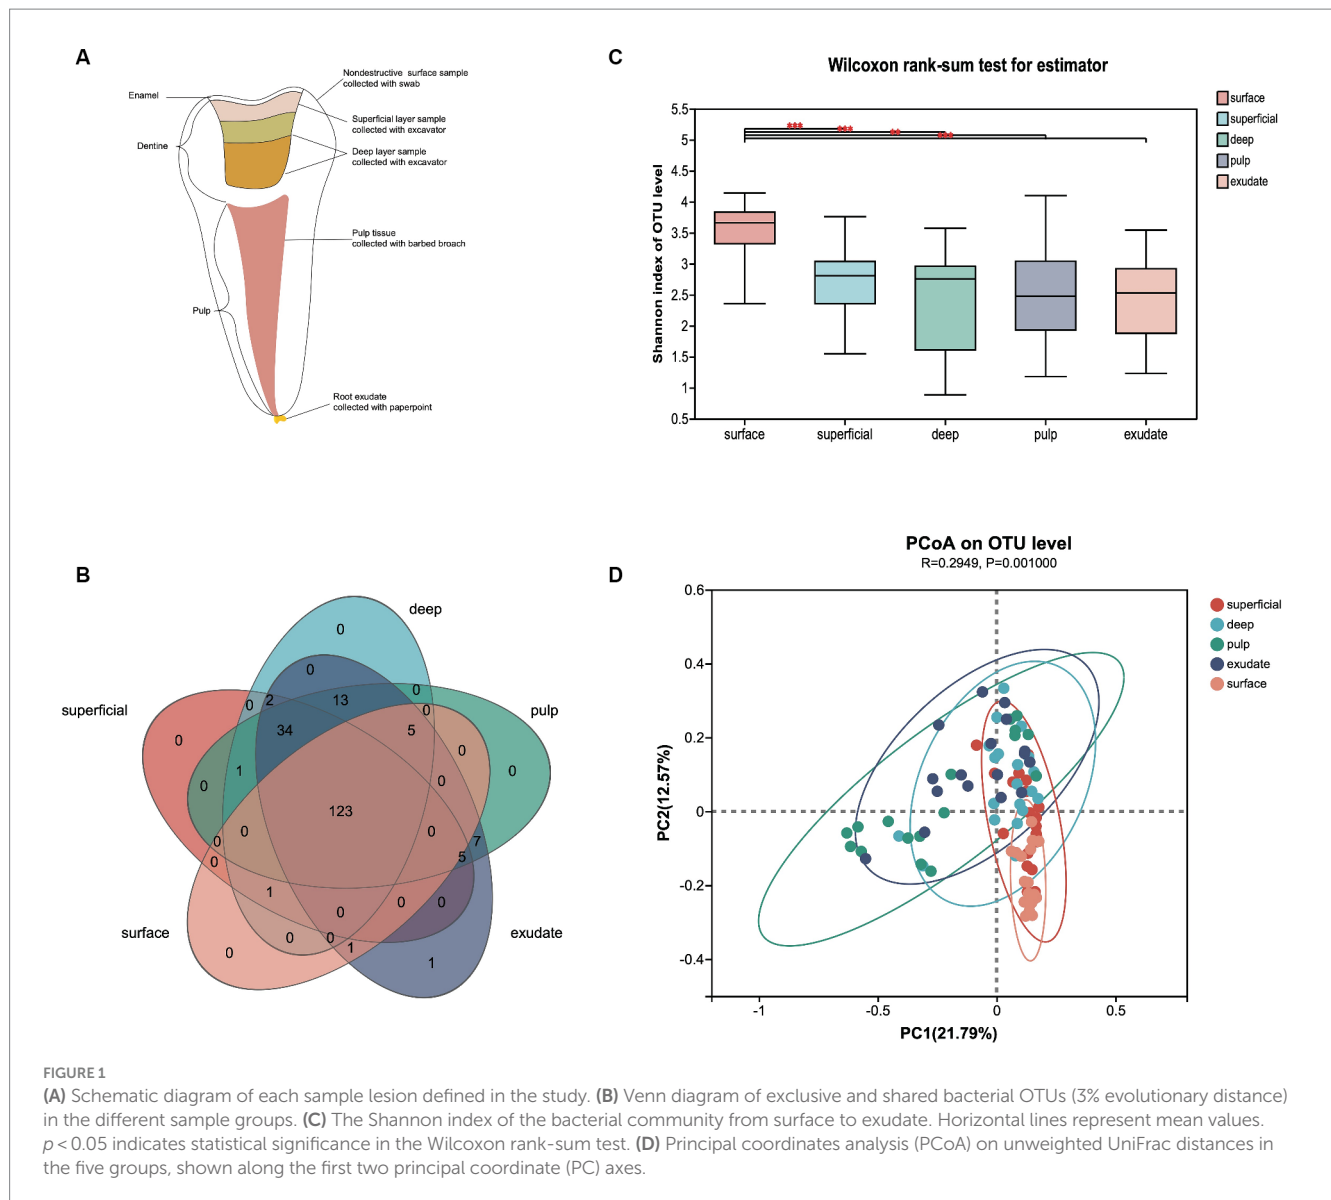 A
Nondestructive surface sample
collected with swab
Enamel
Superficial layer sample
collected with excavator
Dentine
Deep layer sample
collected with excavator
Pulp tissue
collected with barbed broach
Pulp
Root exudate
collected with paperpoint
C
Wilcoxon rank-sum test for estimator
Shannon index of OTU level
5.5
5
4.5
4
3.5
3
2.5
2
1.5
1
0.5
*** *** ** ***
surface superficial deep pulp exudate
surface
superficial
deep
pulp
exudate
B
deep
0
0
0
superficial
0 2 13 0
pulp
0 34 5 0
1 0 0
0
123
0 0 0 7
0 5
1
0 0 0
surface
0 0 0 1
exudate
0
1
D
PCoA on OTU level
R=0.2949, P=0.001000
PC2(12.57%)
0.6
0.4
0.2
0
-0.2
-0.4
-1 -0.5 0 0.5
PC1(21.79%)
superficial
deep
pulp
exudate
surface
FIGURE 1
(A) Schematic diagram of each sample lesion defined in the study. (B) Venn diagram of exclusive and shared bacterial OTUs (3% evolutionary distance)
in the different sample groups. (C) The Shannon index of the bacterial community from surface to exudate. Horizontal lines represent mean values.
p < 0.05 indicates statistical significance in the Wilcoxon rank-sum test. (D) Principal coordinates analysis (PCoA) on unweighted UniFrac distances in
the five groups, shown along the first two principal coordinate (PC) axes.